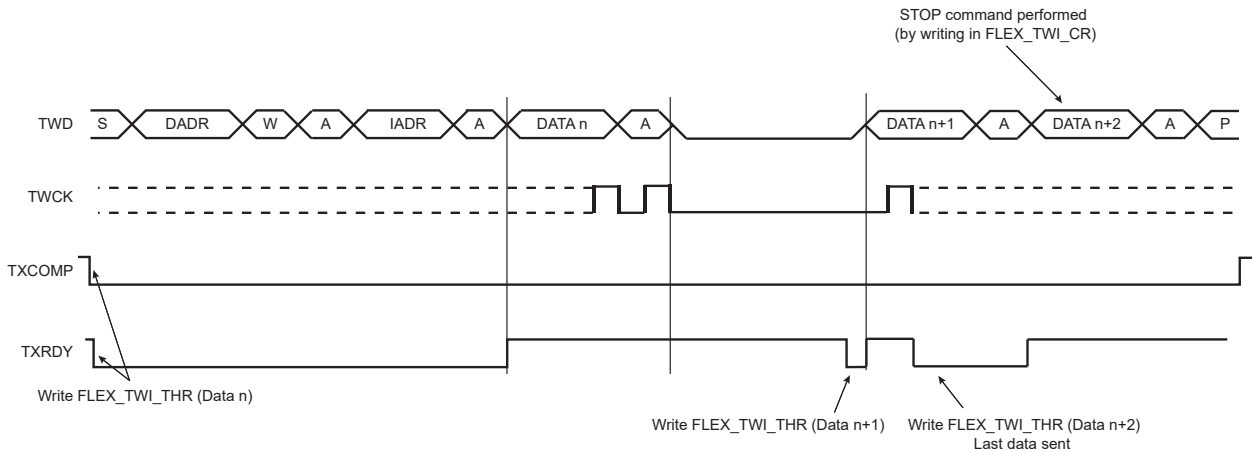 STOP command performed
(by writing in FLEX_TWI_CR)
TWD S DADR W A IADR A DATA n A DATA n+1 A DATA n+2 A P
TWCK
TXCOMP
TXRDY
Write FLEX_TWI_THR (Data n)
Write FLEX_TWI_THR (Data n+1) Write FLEX_TWI_THR (Data n+2)
Last data sent